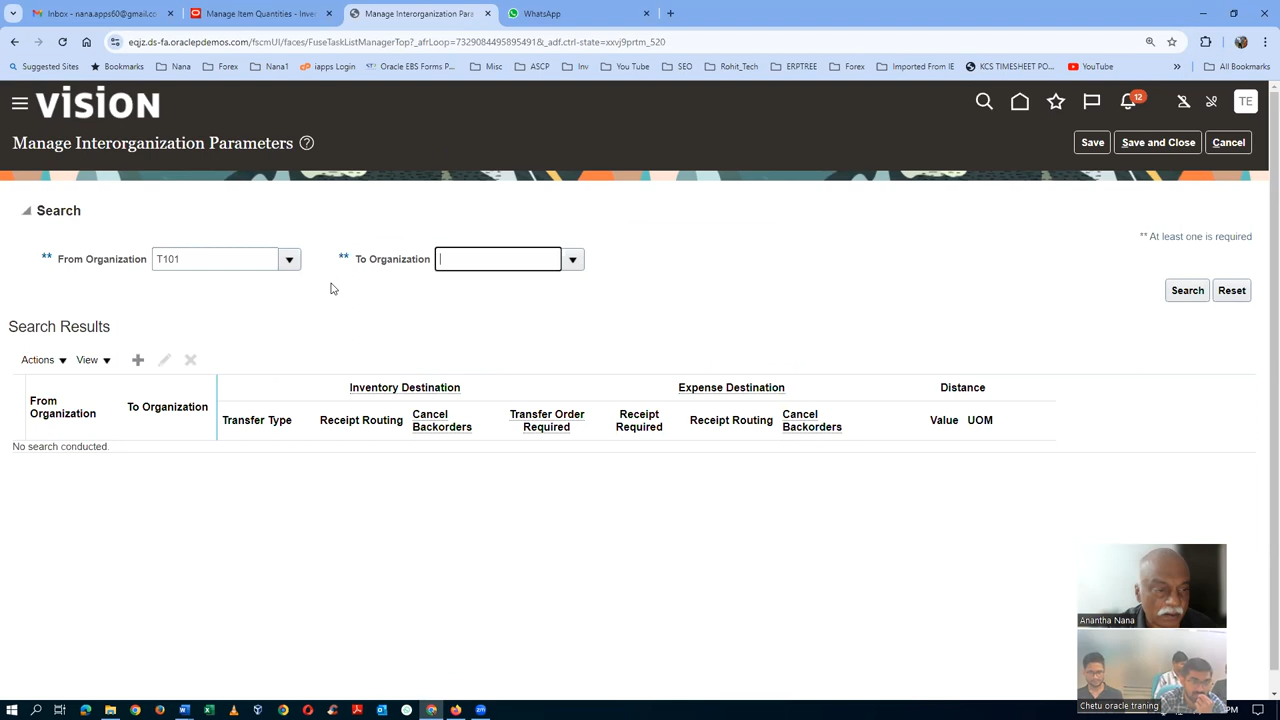 Inbox - nana.apps60@gmail.co
Manage Item Quantities - Inve
Manage Interorganization Para
WhatsApp
eqjz.ds-fa.oraclepdemos.com/fscmUI/faces/FuseTaskListManagerTop?_afrLoop=7329084495895491&_adf.ctrl-state=xxvj9prtm_520
Suggested Sites
Bookmarks
Nana
Forex
Nana1
iapps Login
Oracle EBS Forms P...
Misc
ASCP
Inv
You Tube
SEO
Rohit_Tech
ERPTREE
Forex
Imported From IE
KCS TIMESHEET PO...
YouTube
»
All Bookmarks
VISION
12
TE
Manage Interorganization Parameters
Save
Save and Close
Cancel
Search
** At least one is required
** From Organization
T101
** To Organization
Search
Reset
Search Results
Actions
View
Inventory Destination
Expense Destination
Distance
From Organization
To Organization
Transfer Type
Receipt Routing
Cancel Backorders
Transfer Order Required
Receipt Required
Receipt Routing
Cancel Backorders
Value
UOM
No search conducted.
Anantha Nana
Chetu oracle traning
PM